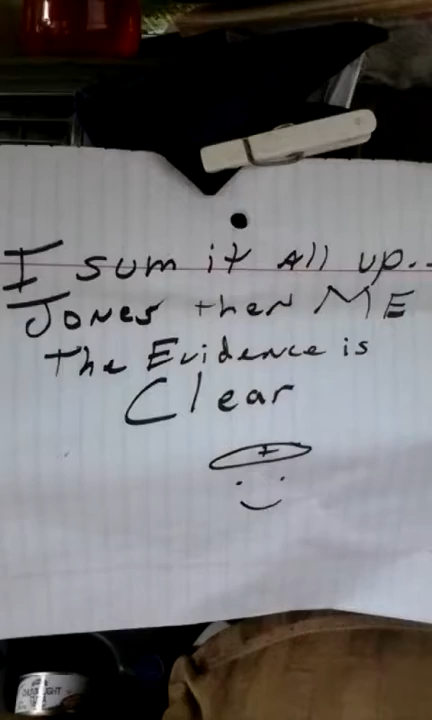 I sum it All up..
Jones then ME
the Evidence is
Clear